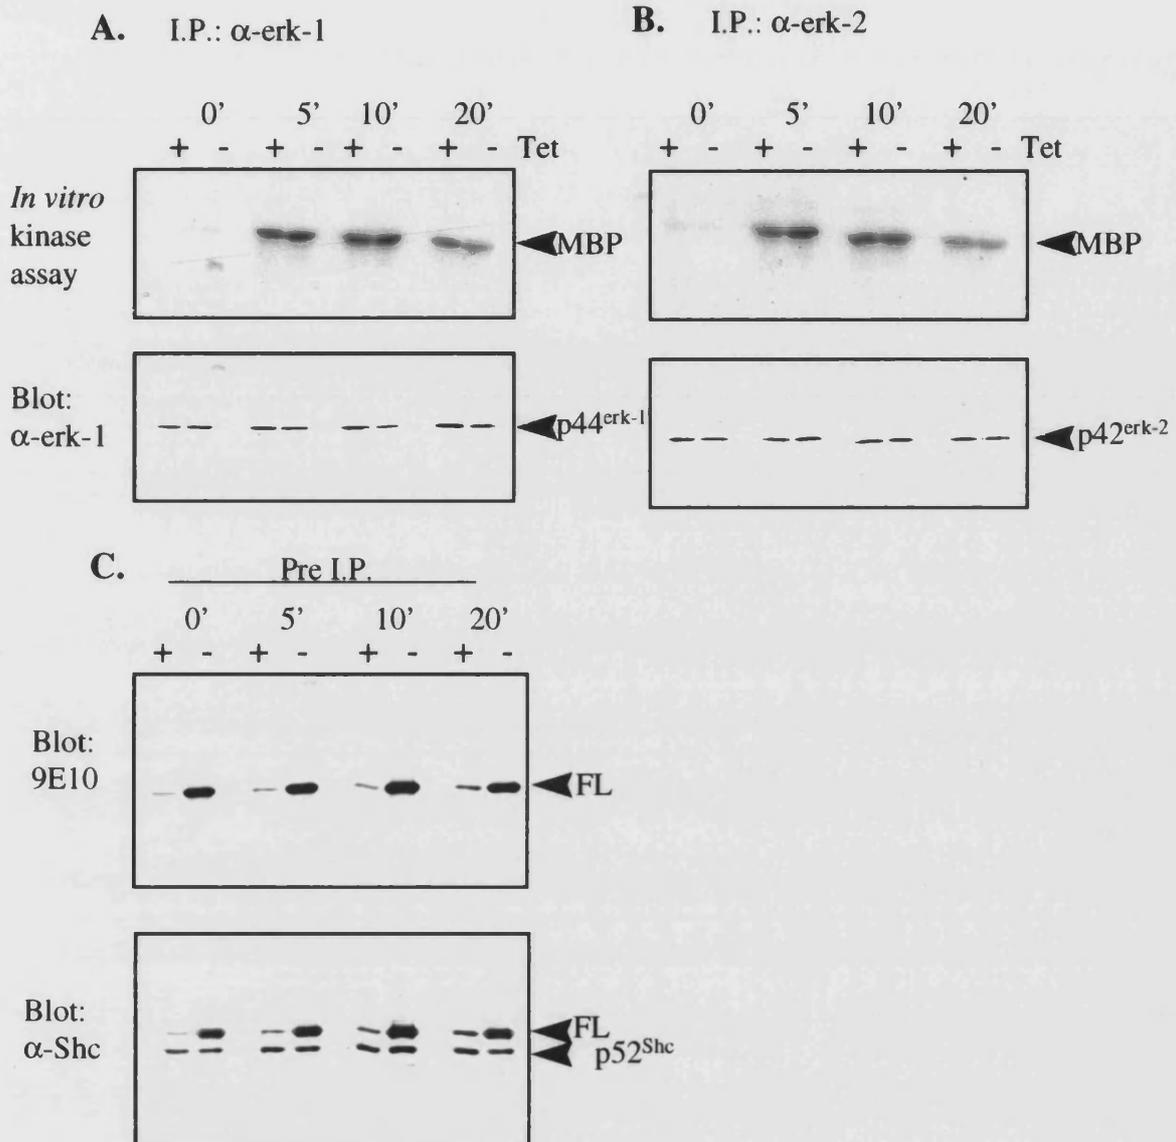 A. I.P.: α-erk-1
0' 5' 10' 20'
+ - + - + - + - Tet
In vitro
kinase
assay
MBP
Blot:
α-erk-1
p44erk-1
B. I.P.: α-erk-2
0' 5' 10' 20'
+ - + - + - + - Tet
MBP
p42erk-2
C. Pre I.P.
0' 5' 10' 20'
+ - + - + - + -
Blot:
9E10
FL
Blot:
α-Shc
FL
p52Shc